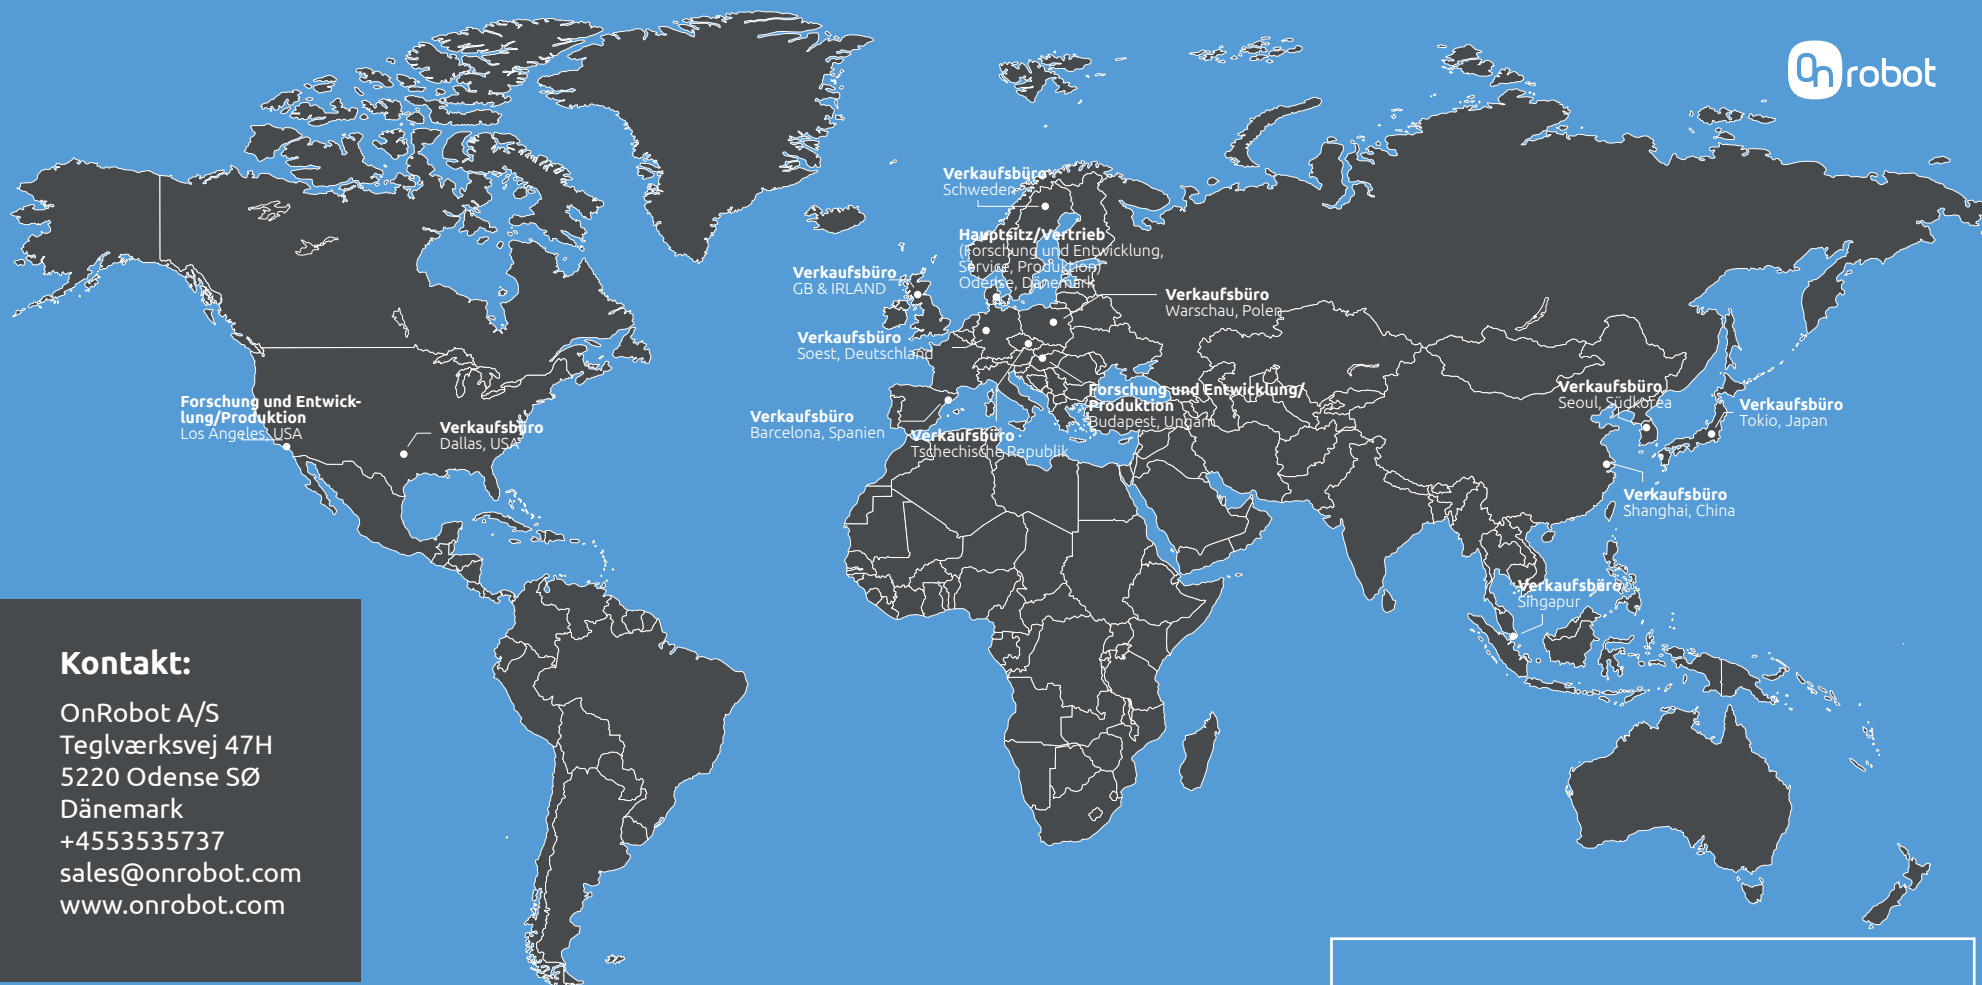 Onrobot
Verkaufsbüro
Schweden
Hauptsitz/Vertrieb
(Forschung und Entwicklung,
Service, Produktion)
Odense, Dänemark
Verkaufsbüro
GB & IRLAND
Verkaufsbüro
Warschau, Polen
Verkaufsbüro
Soest, Deutschland
Forschung und Entwicklung/
Produktion
Budapest, Ungarn
Verkaufsbüro
Seoul, Südkorea
Verkaufsbüro
Tokio, Japan
Forschung und Entwick-
lung/Produktion
Los Angeles, USA
Verkaufsbüro
Dallas, USA
Verkaufsbüro
Barcelona, Spanien
Verkaufsbüro
Tschechische Republik
Verkaufsbüro
Shanghai, China
Verkaufsbüro
Singapur
Kontakt:
OnRobot A/S
Teglværksvej 47H
5220 Odense SØ
Dänemark
+4553535737
sales@onrobot.com
www.onrobot.com